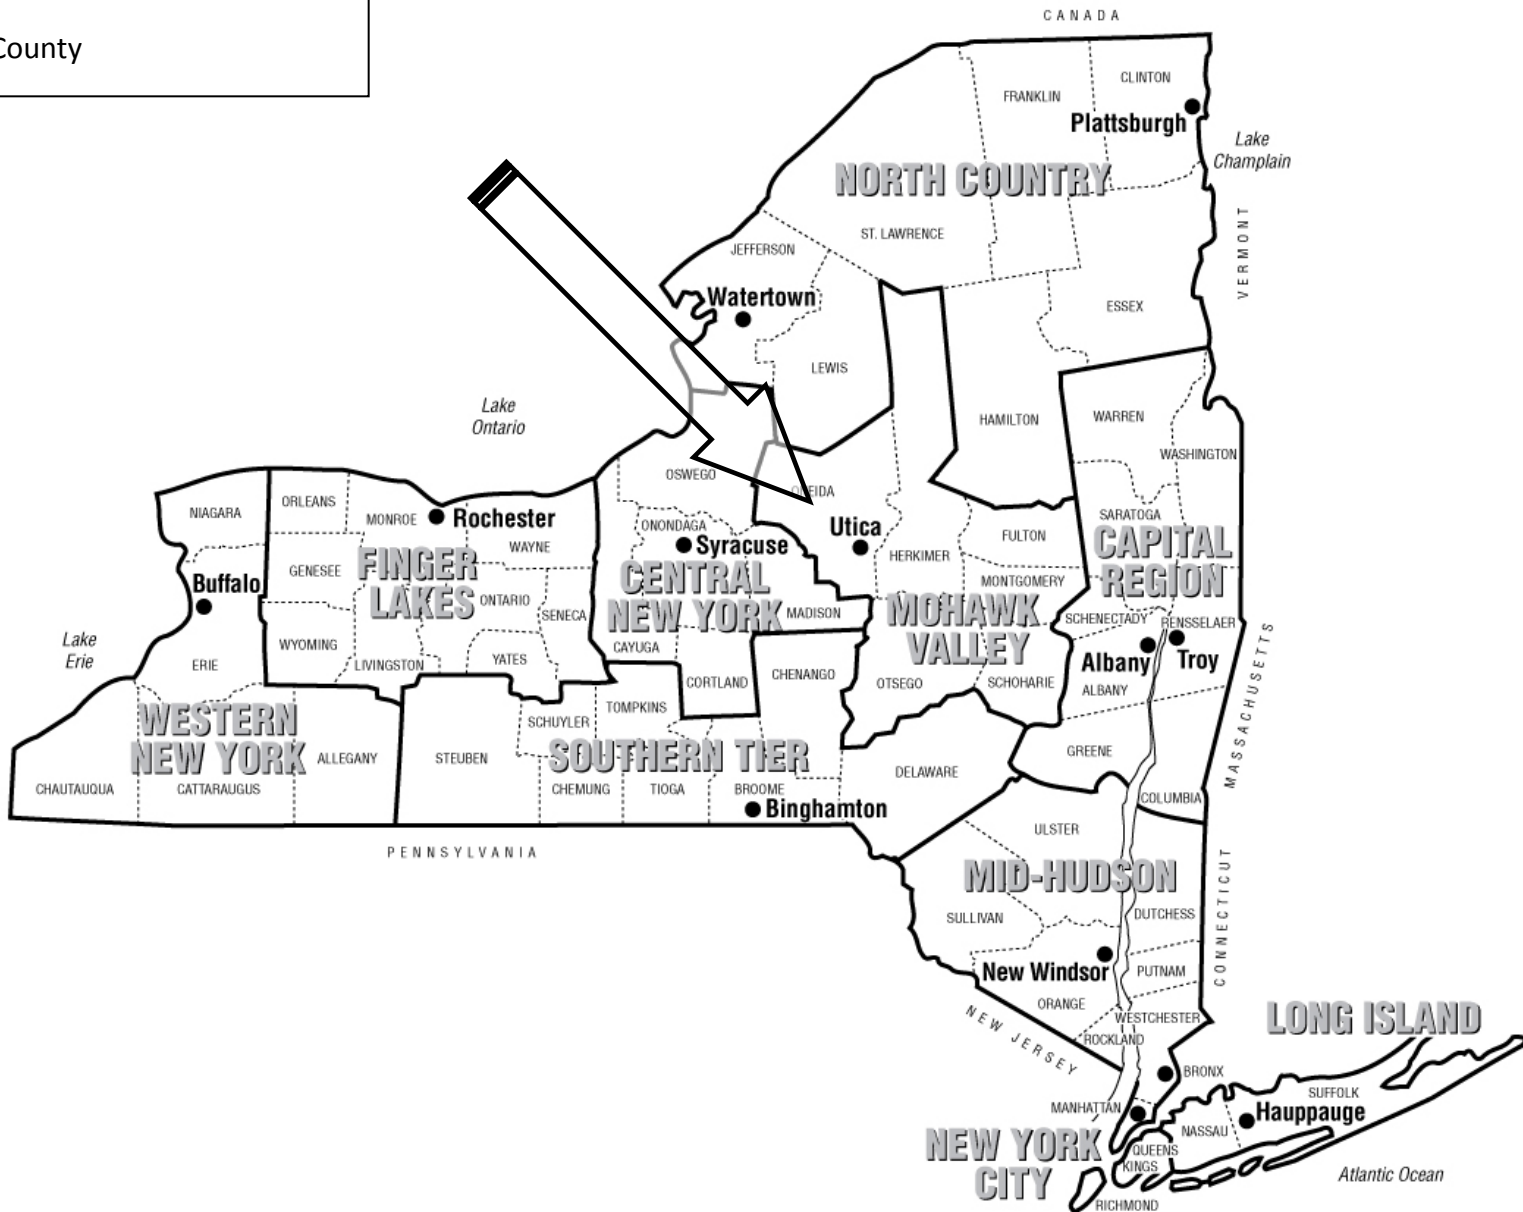 County
CANADA
CLINTON
FRANKLIN
Plattsburgh
Lake
Champlain
NORTH COUNTRY
VERMONT
ST. LAWRENCE
JEFFERSON
Watertown
ESSEX
LEWIS
HAMILTON
WARREN
WASHINGTON
Lake
Ontario
OSWEGO
ONEIDA
NIAGARA
ORLEANS
MONROE
Rochester
WAYNE
ONONDAGA
Syracuse
Utica
HERKIMER
FULTON
SARATOGA
CAPITAL
REGION
GENESEE
FINGER
LAKES
ONTARIO
SENECA
CENTRAL
NEW YORK
MADISON
MONTGOMERY
MOHAWK
VALLEY
SCHENECTADY
RENSSELAER
Buffalo
Lake
Erie
ERIE
WYOMING
LIVINGSTON
YATES
CAYUGA
CORTLAND
CHENANGO
OTSEGO
SCHOHARIE
Albany
Troy
ALBANY
MASSACHUSETTS
WESTERN
NEW YORK
ALLEGANY
STEUBEN
SCHUYLER
TOMPKINS
SOUTHERN TIER
CHAUTAUQUA
CATTARAUGUS
CHEMUNG
TIOGA
BROOME
Binghamton
DELAWARE
GREENE
COLUMBIA
PENNSYLVANIA
ULSTER
MID-HUDSON
SULLIVAN
DUTCHESS
CONNECTICUT
New Windsor
PUTNAM
ORANGE
WESTCHESTER
ROCKLAND
NEW JERSEY
LONG ISLAND
BRONX
SUFFOLK
MANHATTAN
Hauppauge
NASSAU
NEW YORK
CITY
QUEENS
KINGS
RICHMOND
Atlantic Ocean